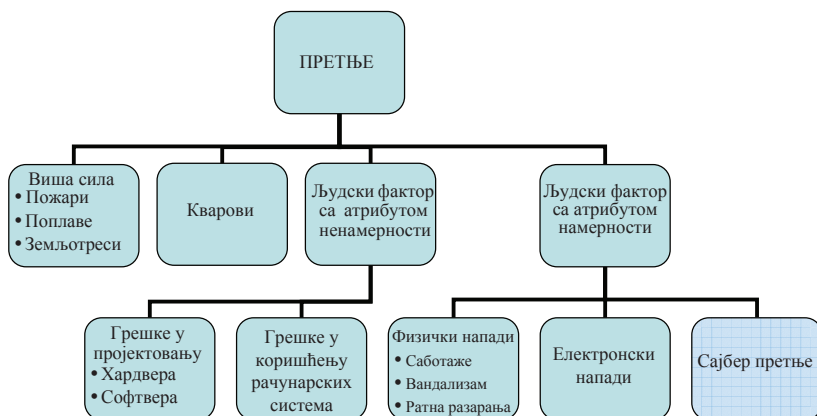 ПРЕТЊЕ
Виша сила
• Пожари
• Поплаве
• Земљотреси
Кварови
Људски фактор
са атрибутом
ненамерности
Људски фактор
са атрибутом
намерности
Грешке у
пројектовању
• Хардвера
• Софтвера
Грешке у
коришћењу
рачунарских
система
Физички напади
• Саботаже
• Вандализам
• Ратна разарања
Електронски
напади
Сајбер претње